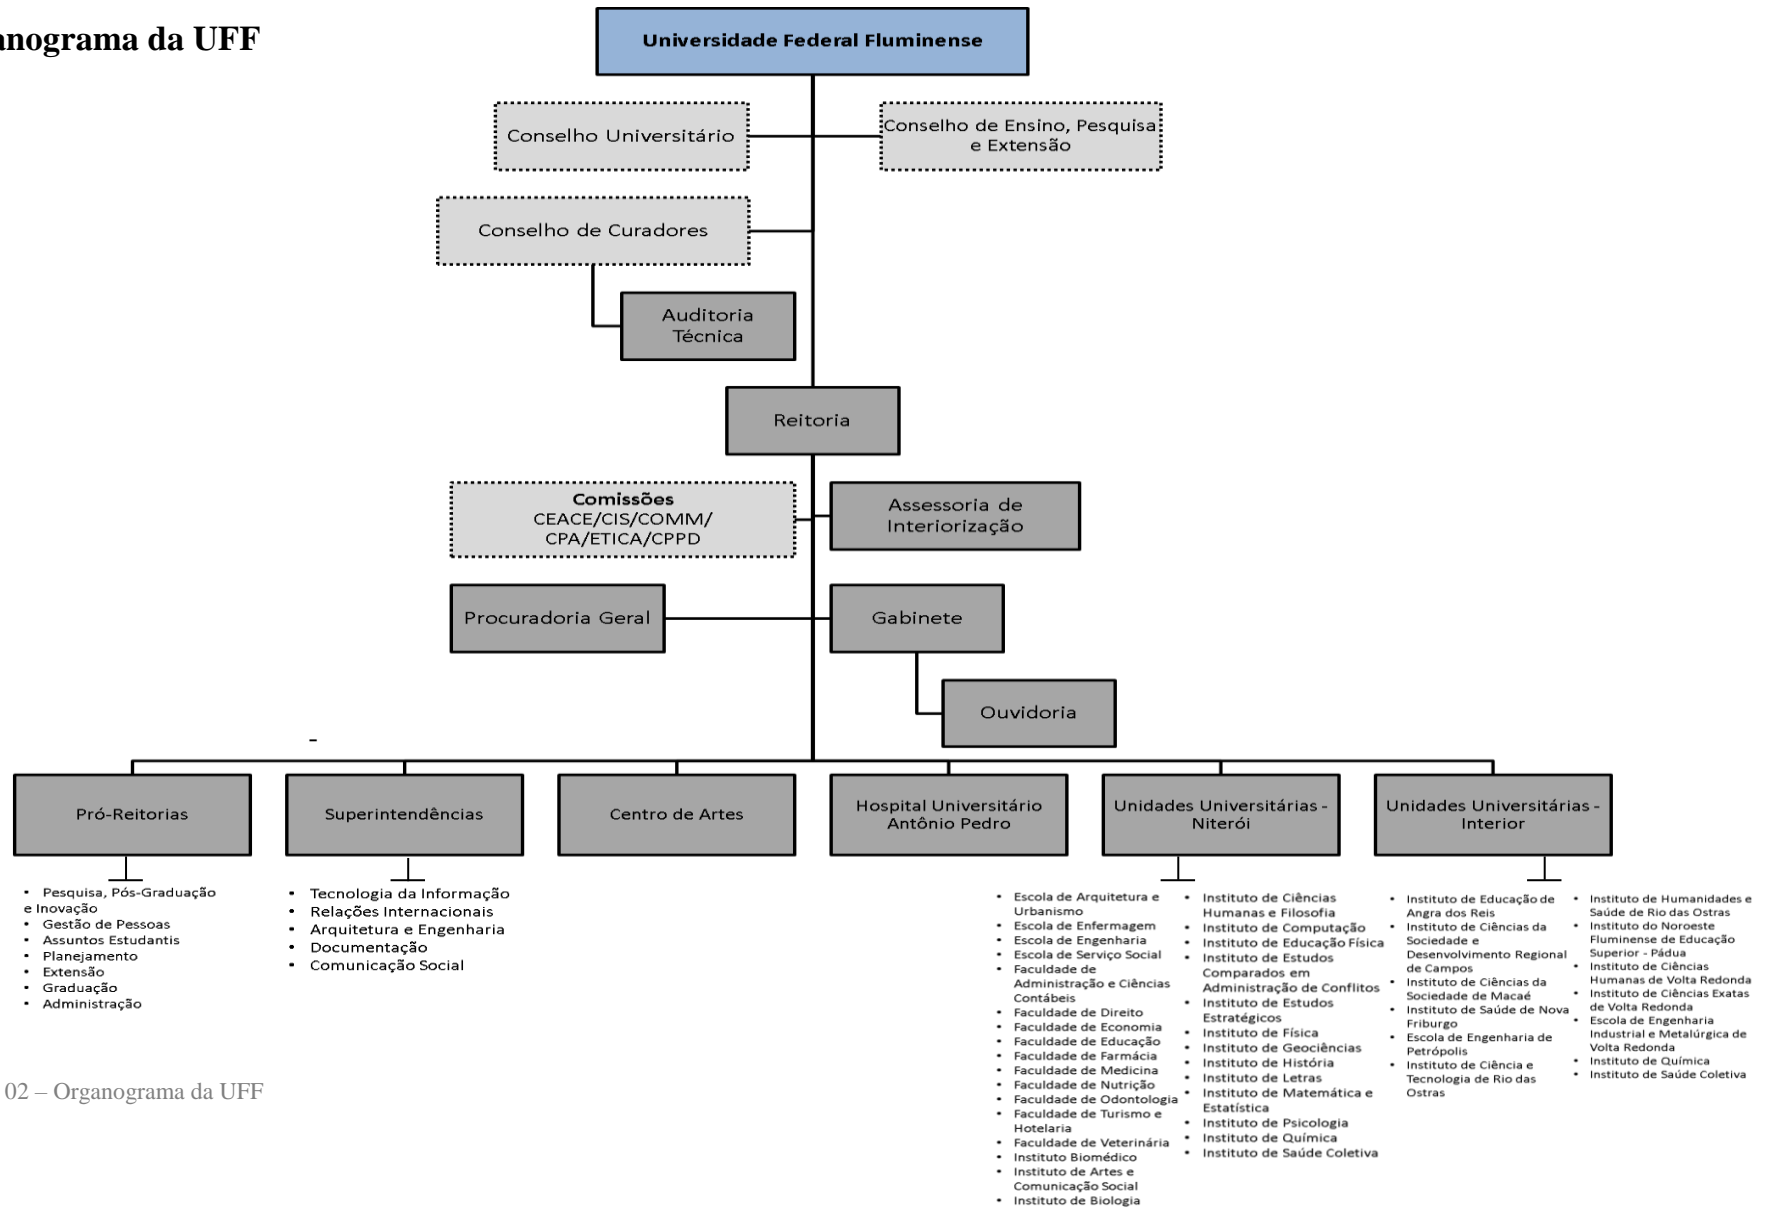 anograma da UFF
Universidade Federal Fluminense
Conselho Universitário
Conselho de Ensino, Pesquisa
e Extensão
Conselho de Curadores
Auditoria
Técnica
Reitoria
Comissões
CEACE/CIS/COMM/
CPA/ETICA/CPPD
Assessoria de
Interiorização
Procuradoria Geral
Gabinete
Ouvidoria
-
Pró-Reitorias
Superintendências
Centro de Artes
Hospital Universitário
Antônio Pedro
Unidades Universitárias -
Niterói
Unidades Universitárias -
Interior
• Pesquisa, Pós-Graduação
e Inovação
• Gestão de Pessoas
• Assuntos Estudantis
• Planejamento
• Extensão
• Graduação
• Administração
• Tecnologia da Informação
• Relações Internacionais
• Arquitetura e Engenharia
• Documentação
• Comunicação Social
• Escola de Arquitetura e
Urbanismo
• Escola de Enfermagem
• Escola de Engenharia
• Escola de Serviço Social
• Faculdade de
Administração e Ciências
Contábeis
• Faculdade de Direito
• Faculdade de Economia
• Faculdade de Educação
• Faculdade de Farmácia
• Faculdade de Medicina
• Faculdade de Nutrição
• Faculdade de Odontologia
• Faculdade de Turismo e
Hotelaria
• Faculdade de Veterinária
• Instituto Biomédico
• Instituto de Artes e
Comunicação Social
• Instituto de Biologia
• Instituto de Ciências
Humanas e Filosofia
• Instituto de Computação
• Instituto de Educação Física
• Instituto de Estudos
Comparados em
Administração de Conflitos
• Instituto de Estudos
Estratégicos
• Instituto de Física
• Instituto de Geociências
• Instituto de História
• Instituto de Letras
• Instituto de Matemática e
Estatística
• Instituto de Psicologia
• Instituto de Química
• Instituto de Saúde Coletiva
• Instituto de Educação de
Angra dos Reis
• Instituto de Ciências da
Sociedade e
Desenvolvimento Regional
de Campos
• Instituto de Ciências da
Sociedade de Macaé
• Instituto de Saúde de Nova
Friburgo
• Escola de Engenharia de
Petrópolis
• Instituto de Ciência e
Tecnologia de Rio das
Ostras
• Instituto de Humanidades e
Saúde de Rio das Ostras
• Instituto do Noroeste
Fluminense de Educação
Superior - Pádua
• Instituto de Ciências
Humanas de Volta Redonda
• Instituto de Ciências Exatas
de Volta Redonda
• Escola de Engenharia
Industrial e Metalúrgica de
Volta Redonda
• Instituto de Química
• Instituto de Saúde Coletiva
02 – Organograma da UFF